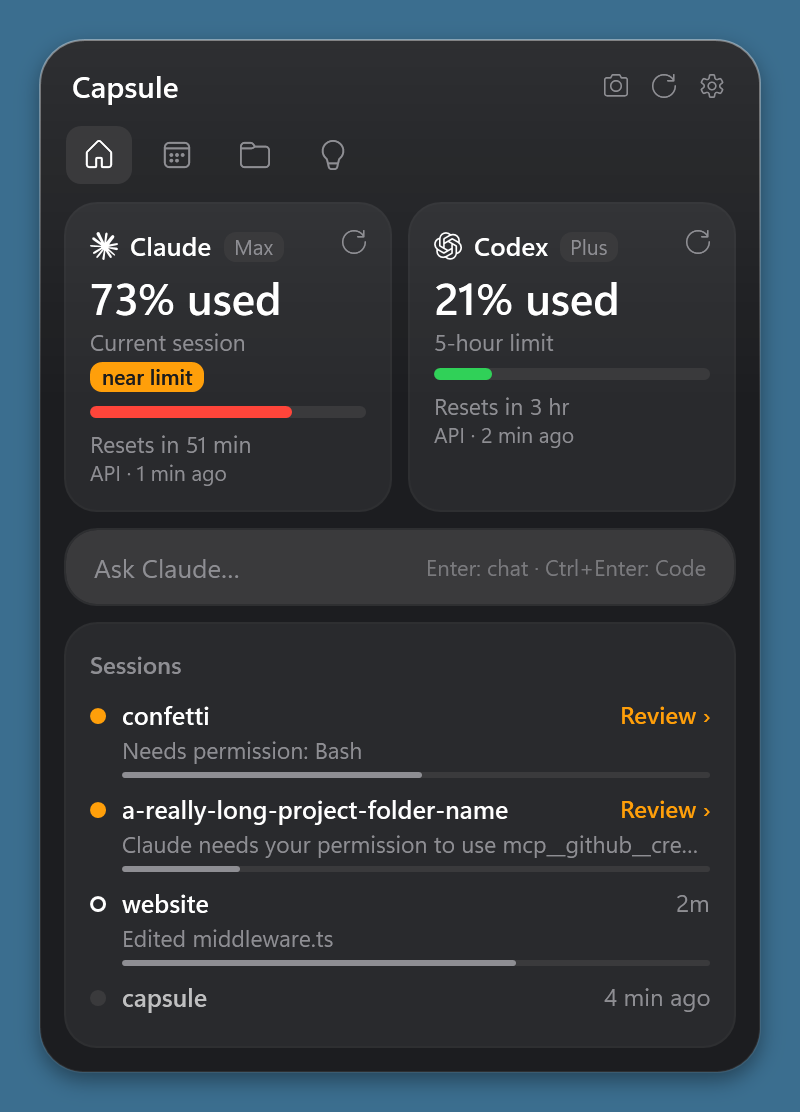 Capsule
Claude Max
73% used
Current session
near limit
Resets in 51 min
API · 1 min ago
Codex Plus
21% used
5-hour limit
Resets in 3 hr
API · 2 min ago
Ask Claude... Enter: chat · Ctrl+Enter: Code
Sessions
confetti Review ›
Needs permission: Bash
a-really-long-project-folder-name Review ›
Claude needs your permission to use mcp__github__cre...
website 2m
Edited middleware.ts
capsule 4 min ago